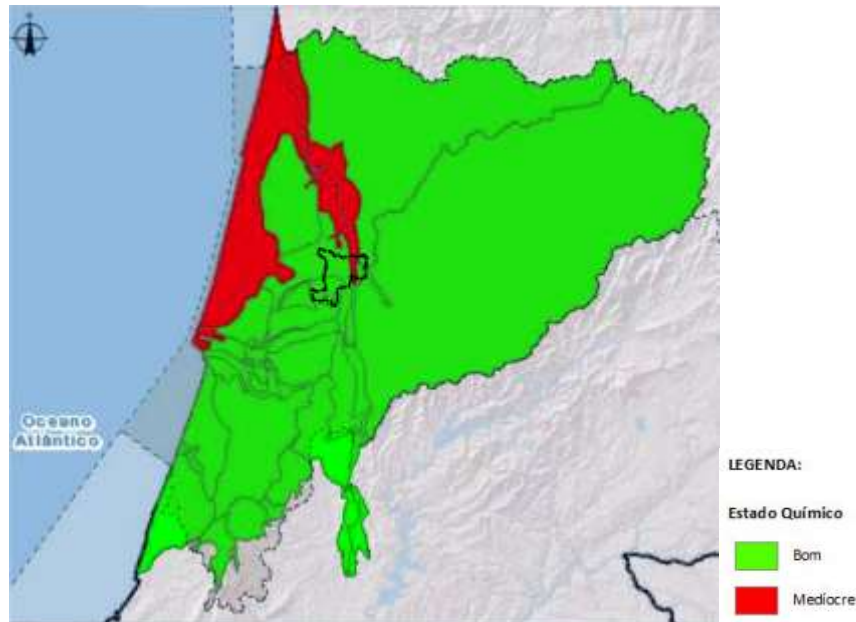 Oceano
Atlântico
LEGENDA:
Estado Químico
Bom
Medíocre